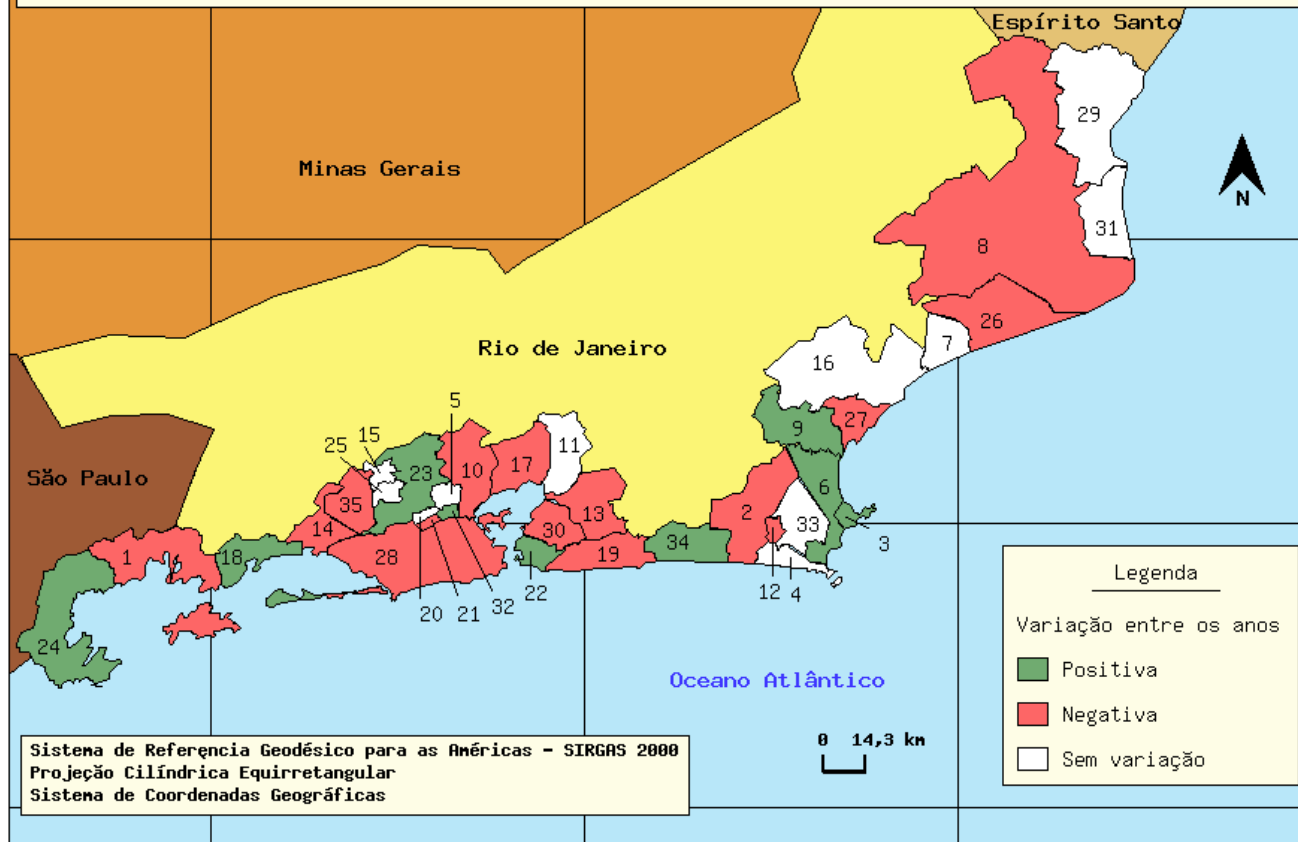 Espírito Santo
29
Minas Gerais
N
31
8
26
7
Rio de Janeiro
16
5
27
9
15
11
25
23
10
17
São Paulo
6
35
2
13
33
14
30
3
1
18
28
19
34
22
12
4
20
21
32
24
Legenda
Variação entre os anos
Positiva
Negativa
Sem variação
Oceano Atlântico
0 14,3 km
Sistema de Referençia Geodésico para as Américas - SIRGAS 2000
Projeção Cilíndrica Equirretangular
Sistema de Coordenadas Geográficas